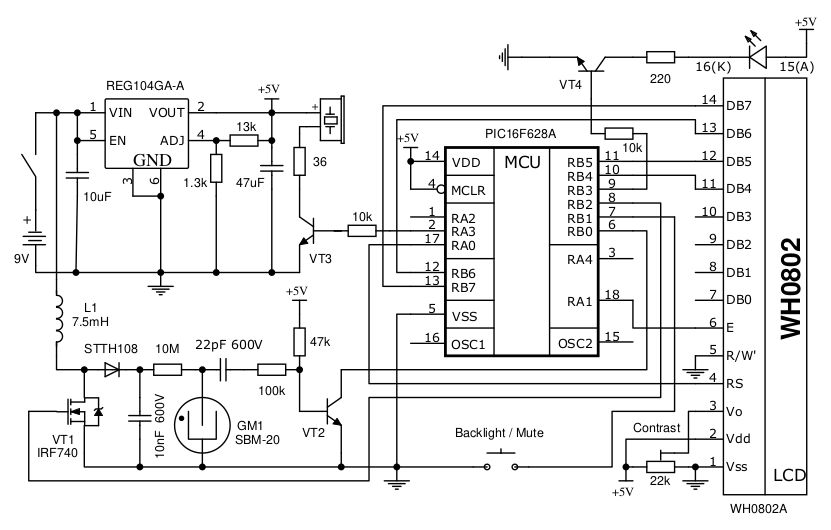 +5V
REG104GA-A
220
16(K)
15(A)
1
VIN
VOUT
2
+5V
+
VT4
14
DB7
5
EN
ADJ
4
13k
+5V
PIC16F628A
10k
13
DB6
GND
3
6
1.3k
47uF
36
14
VDD
MCU
RB5
11
12
DB5
RB4
10
10uF
4
MCLR
RB3
9
11
DB4
RB2
8
+
9V
VT3
10k
1
RA2
RB1
7
10
DB3
2
RA3
RB0
6
17
RA0
9
DB2
RA4
3
12
RB6
8
DB1
13
RB7
WH0802
L1
7.5mH
+5V
RA1
18
7
DB0
5
VSS
6
E
16
OSC1
OSC2
15
5
R/W'
STTH108
10M
22pF 600V
47k
100k
4
RS
VT1
IRF740
10nF 600V
GM1
SBM-20
VT2
3
Vo
Backlight / Mute
Contrast
2
Vdd
1
Vss
+5V
22k
LCD
WH0802A